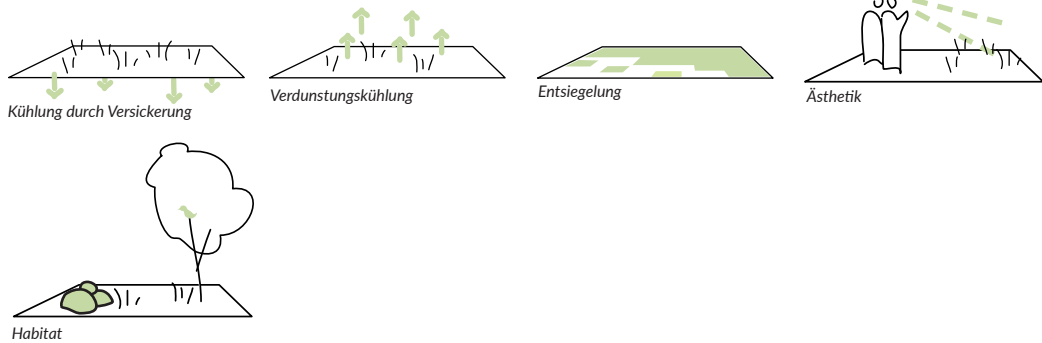 Kühlung durch Versickerung
Verdunstungskühlung
Entsiegelung
Ästhetik
Habitat